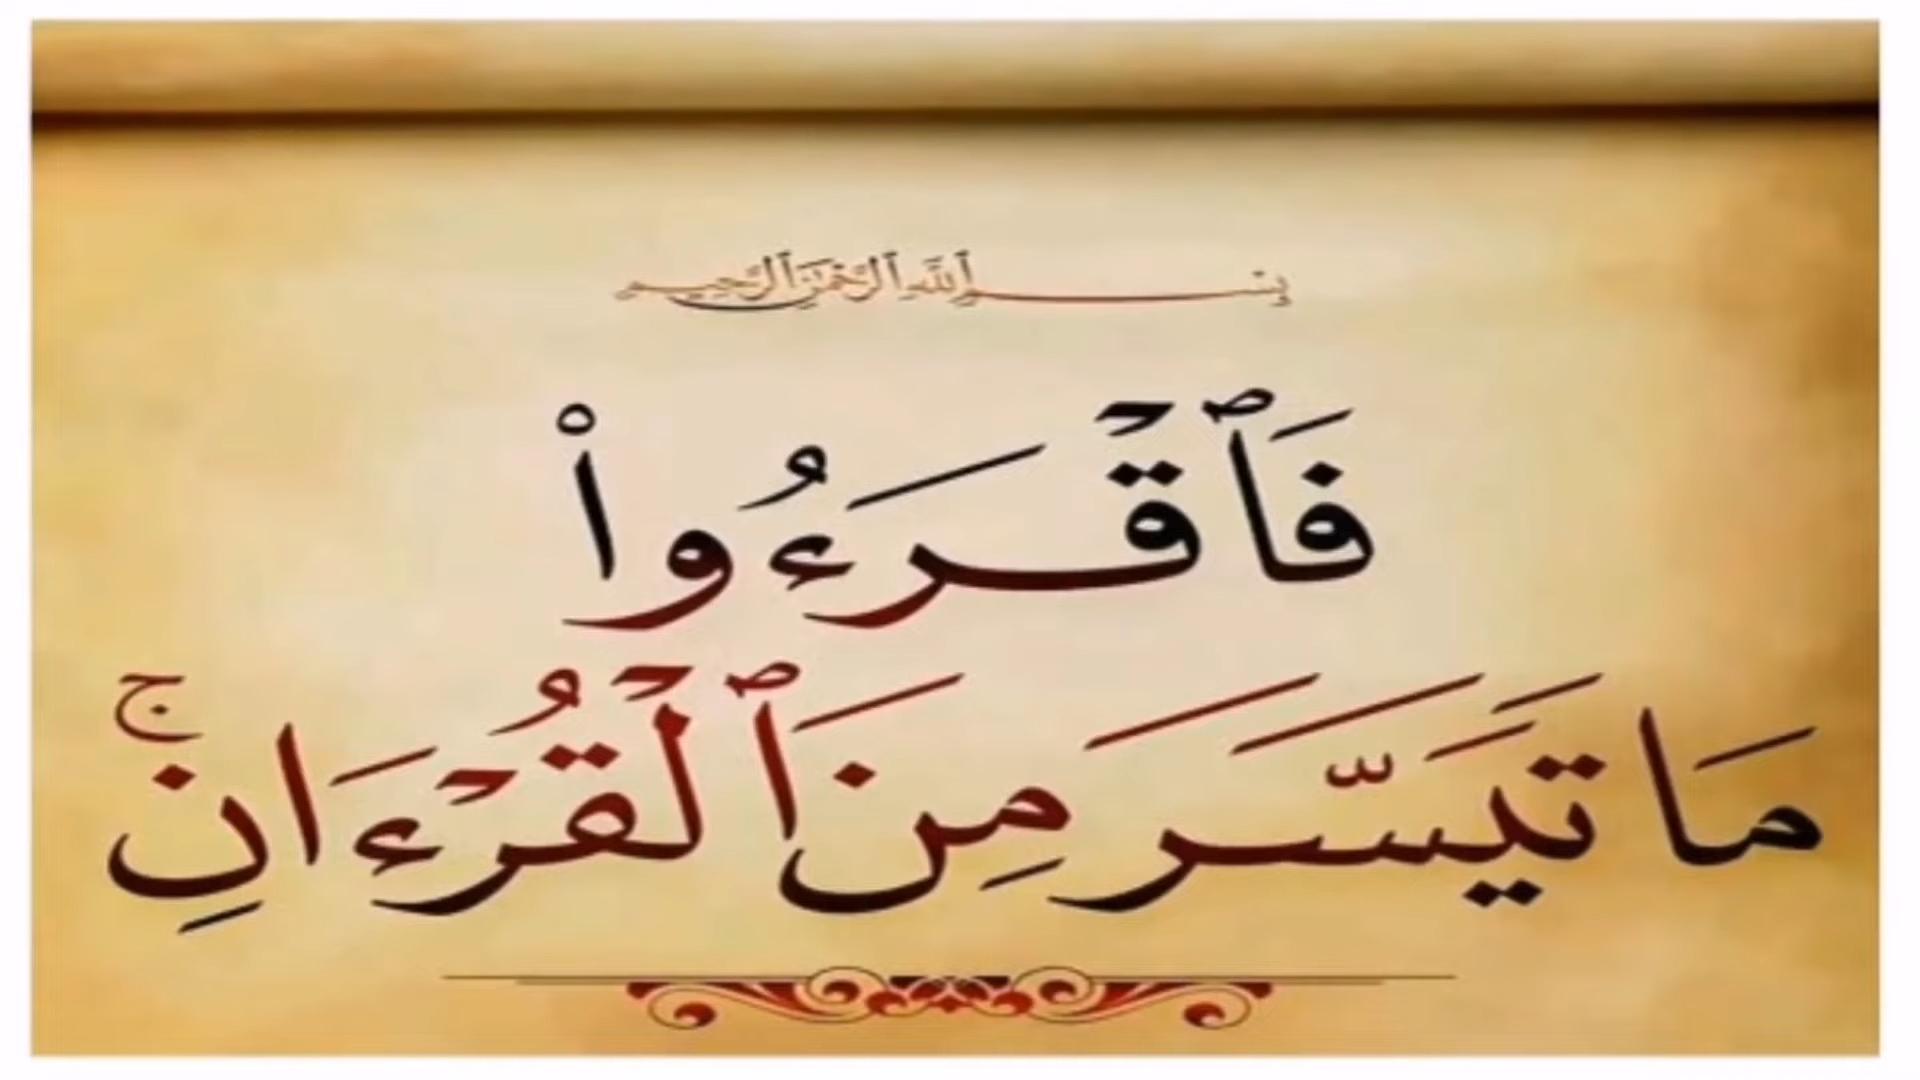 بِسْمِ ٱللَّهِ ٱلرَّحْمَٰنِ ٱلرَّحِيمِ
فَٱقْرَءُوا۟
مَا تَيَسَّرَ مِنَ ٱلْقُرْءَانِ ۚ